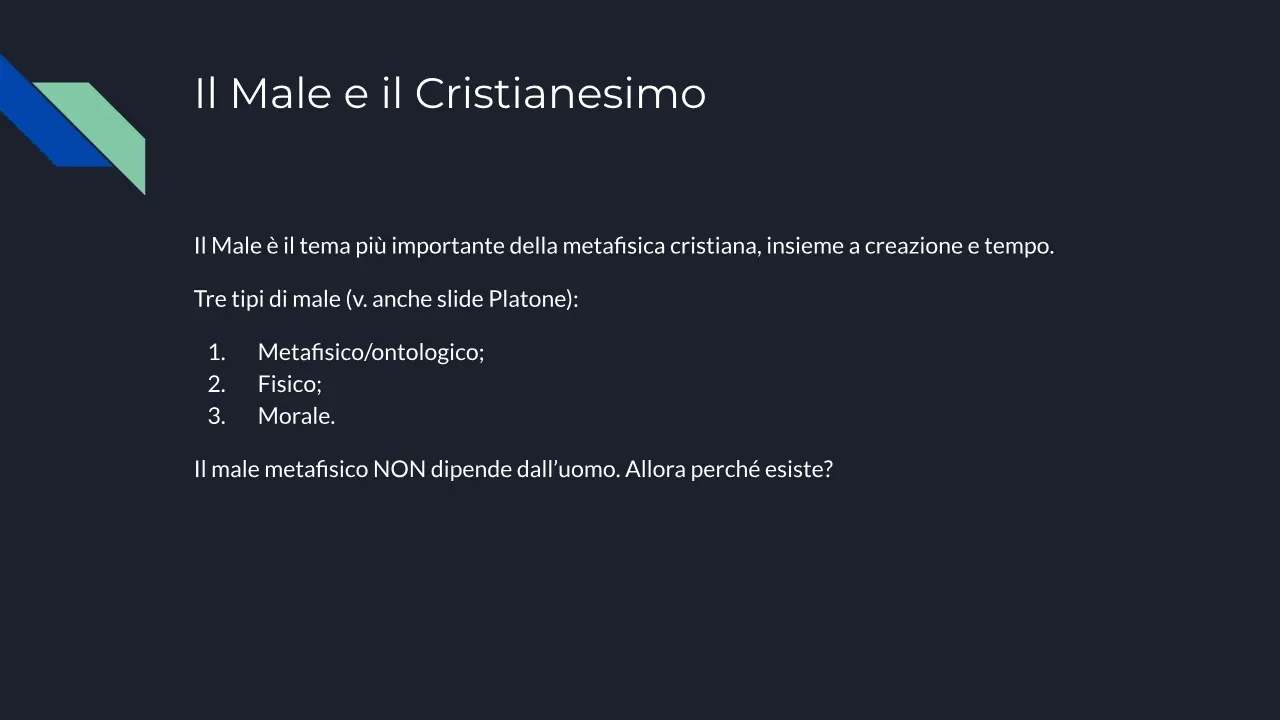 Il Male e il Cristianesimo
Il Male è il tema più importante della metafisica cristiana, insieme a creazione e tempo.
Tre tipi di male (v. anche slide Platone):
1. Metafisico/ontologico;
2. Fisico;
3. Morale.
Il male metafisico NON dipende dall’uomo. Allora perché esiste?